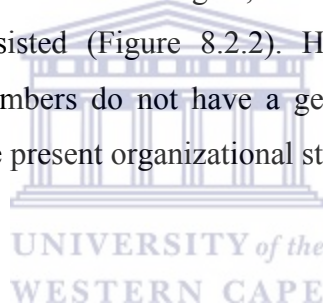 sisted (Figure 8.2.2). H
mbers do not have a ge
e present organizational st
UNIVERSITY of the
WESTERN CAPE